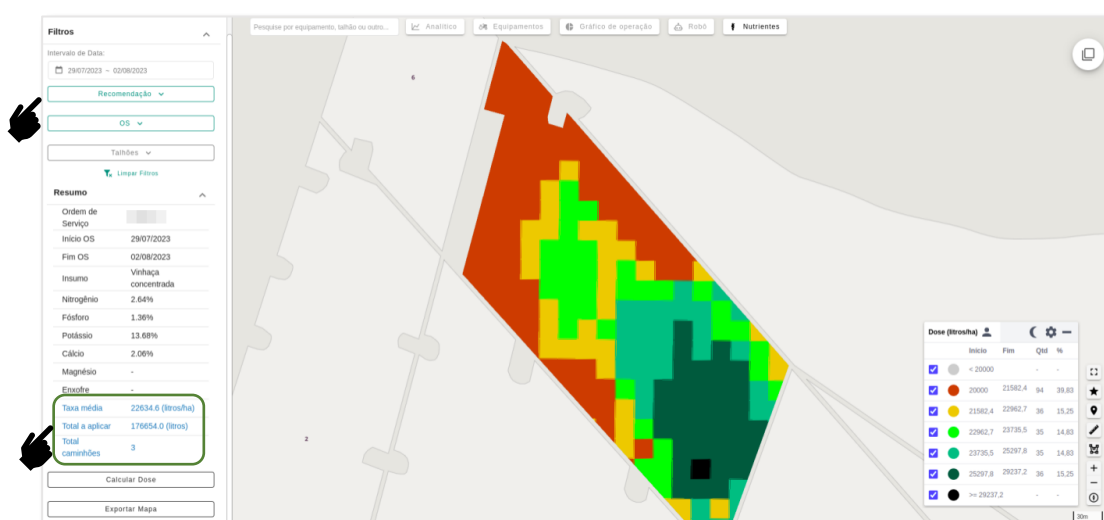 Filtros
Intervalo de Data:
29/07/2023 – 02/08/2023
Recomendação
OS
Talhões
Limpar Filtros
Resumo
Ordem de Serviço
Início OS 29/07/2023
Fim OS 02/08/2023
Insumo Vinhaça concentrada
Nitrogênio 2.64%
Fósforo 1.36%
Potássio 13.68%
Cálcio 2.06%
Magnésio -
Enxofre -
Taxa média 22634.6 (litros/ha)
Total a aplicar 176654.0 (litros)
Total caminhões 3
Calcular Dose
Exportar Mapa
Pesquise por equipamento, talhão ou outro...
Analítico
Equipamentos
Gráfico de operação
Robô
Nutrientes
6
2
Dose (litros/ha)
Início Fim Qtd %
< 20000 - -
20000 21582,4 94 39,83
21582,4 22962,7 36 15,25
22962,7 23735,5 35 14,83
23735,5 25297,8 35 14,83
25297,8 29237,2 36 15,25
>= 29237,2 - -
30m